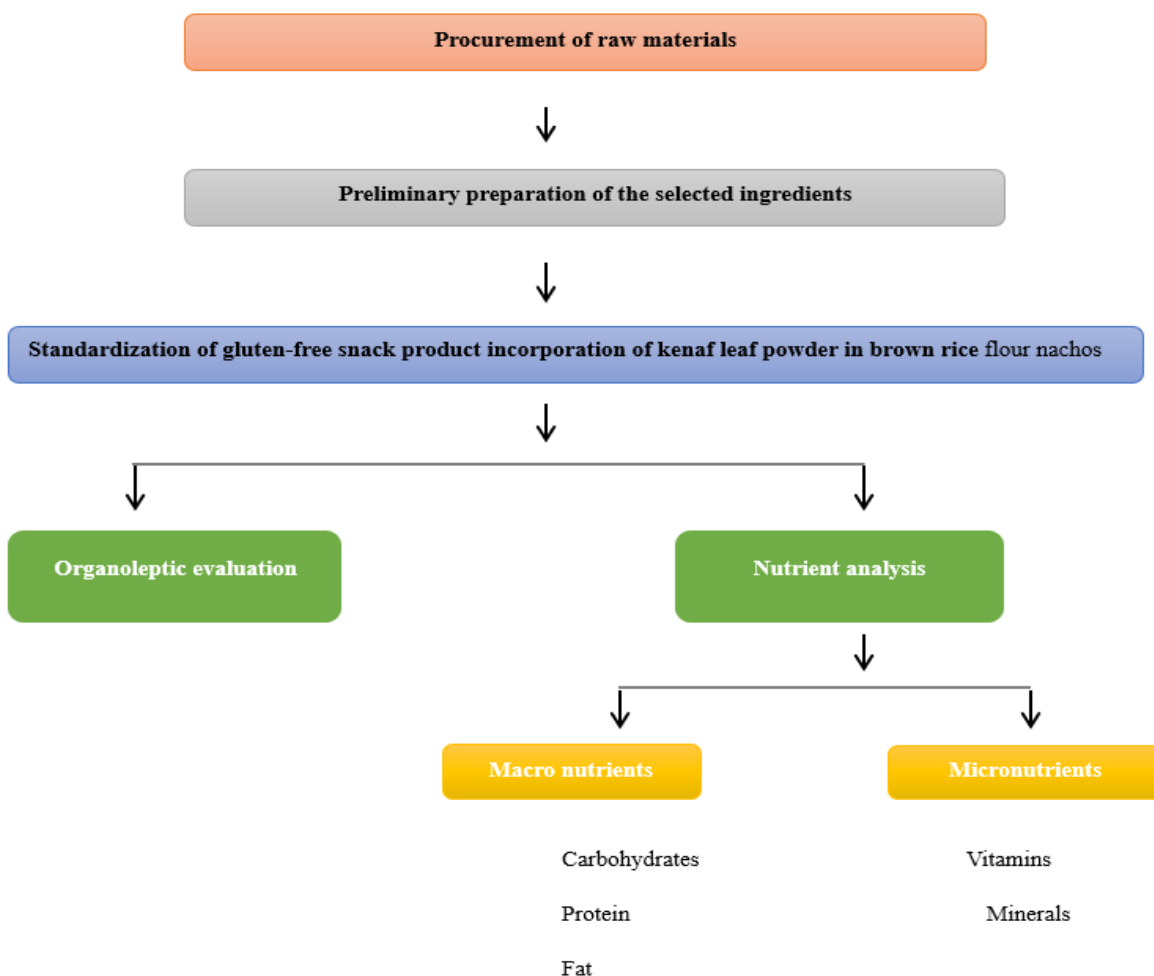 Procurement of raw materials
Preliminary preparation of the selected ingredients
Standardization of gluten-free snack product incorporation of kenaf leaf powder in brown rice flour nachos
Organoleptic evaluation
Nutrient analysis
Macro nutrients
Micronutrients
Carbohydrates
Vitamins
Protein
Minerals
Fat